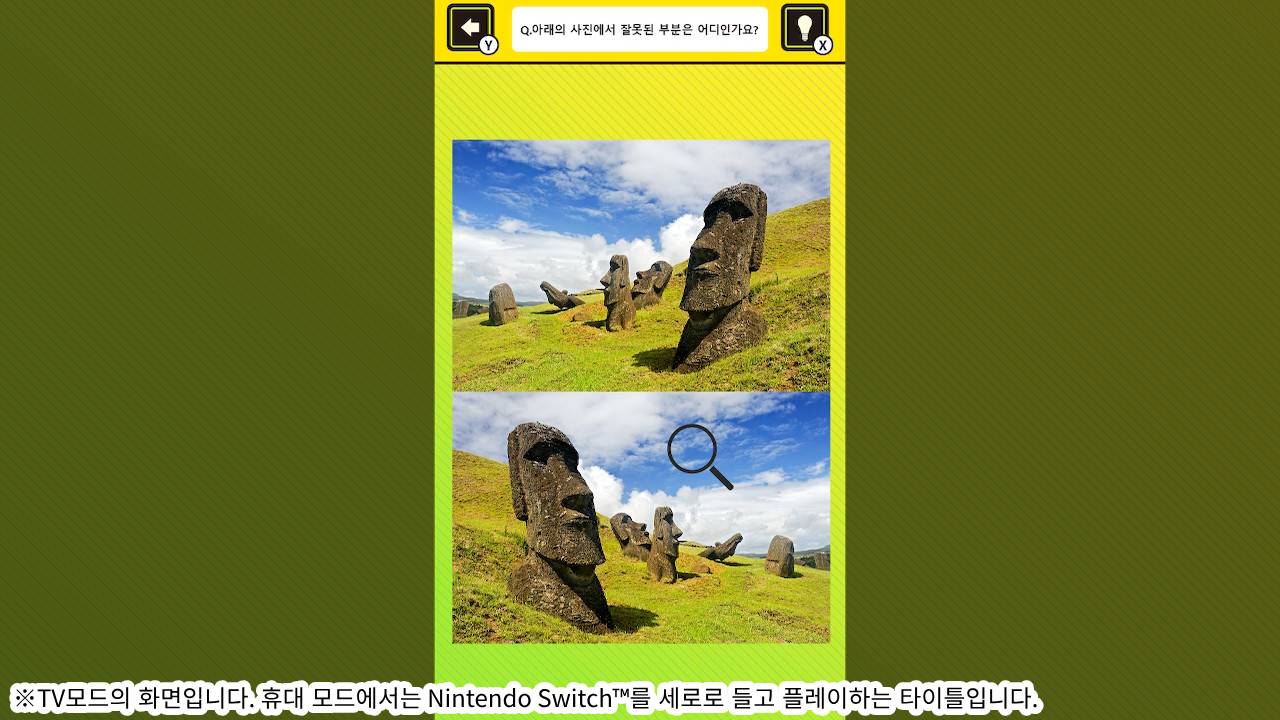 Y
Q.아래의 사진에서 잘못된 부분은 어디인가요?
X
※TV모드의 화면입니다. 휴대 모드에서는 Nintendo Switch™를 세로로 들고 플레이하는 타이틀입니다.